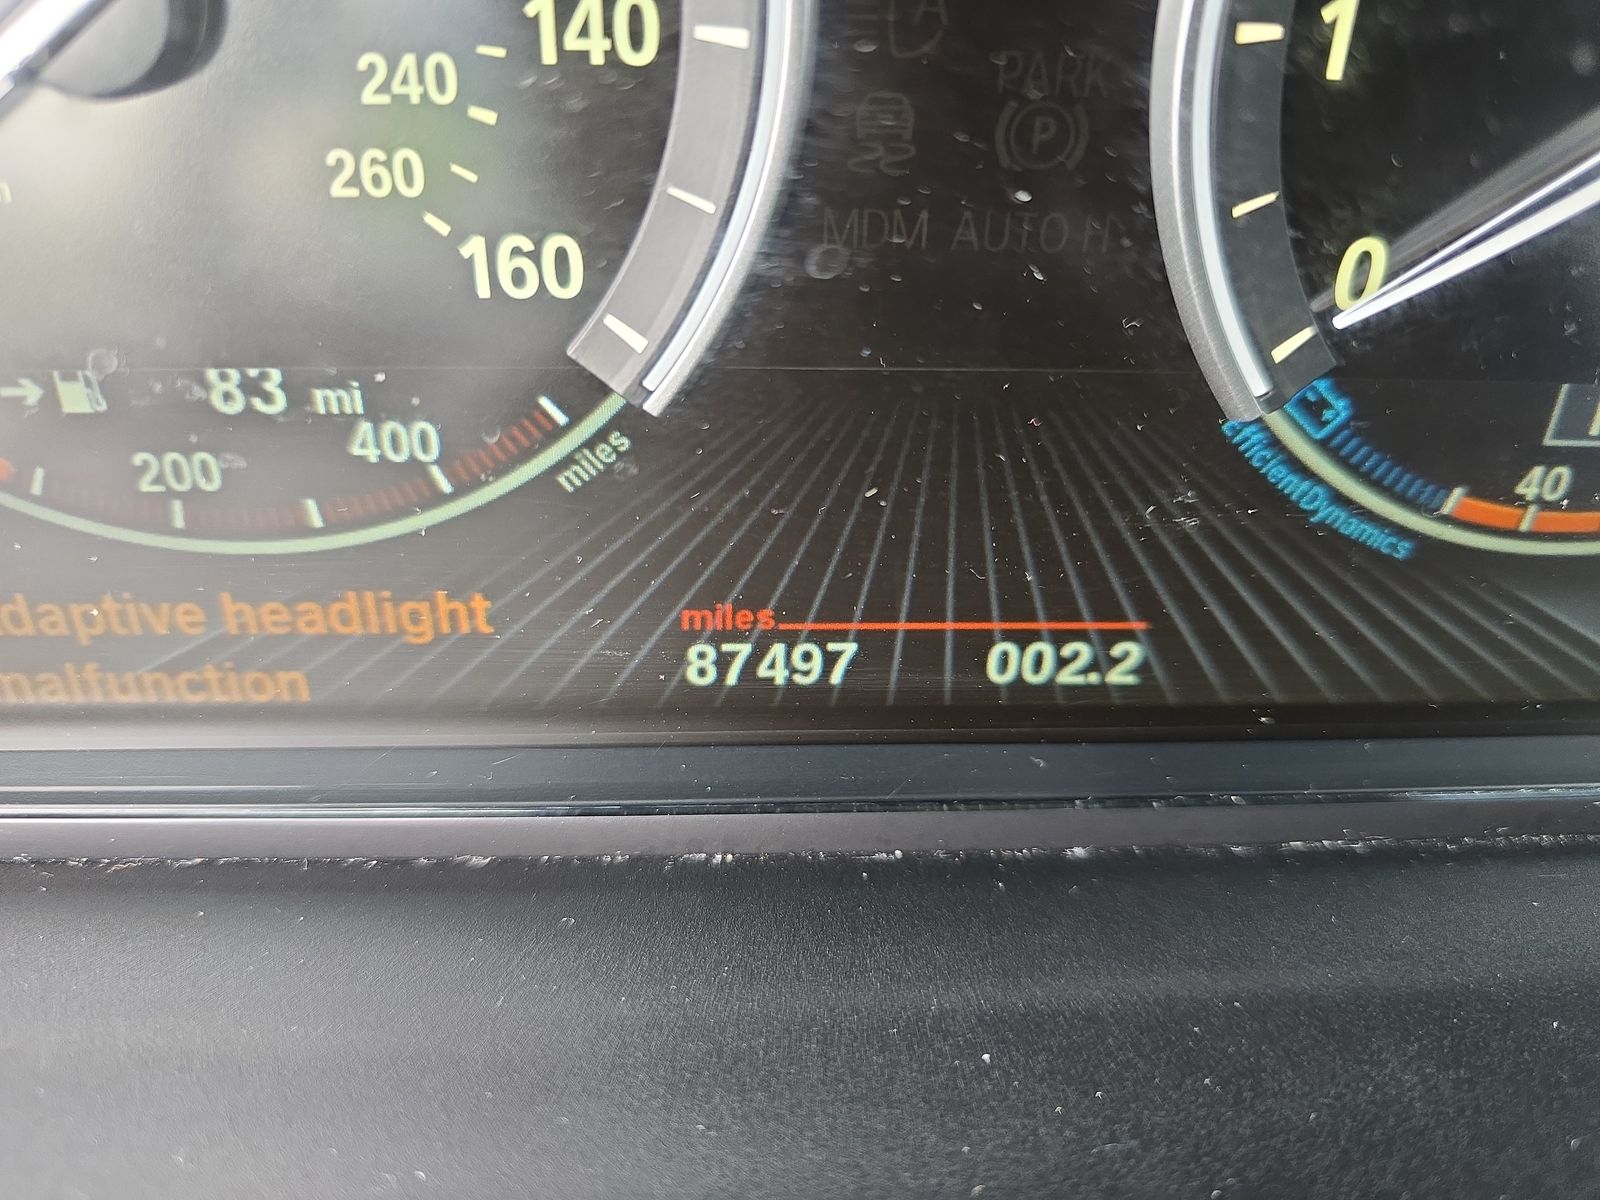 140
240
260
160
PARK
P
MDM AUTO H
1
0
83 mi
200
400
miles
EfficientDynamics
40
daptive headlight
malfunction
miles
87497 002.2